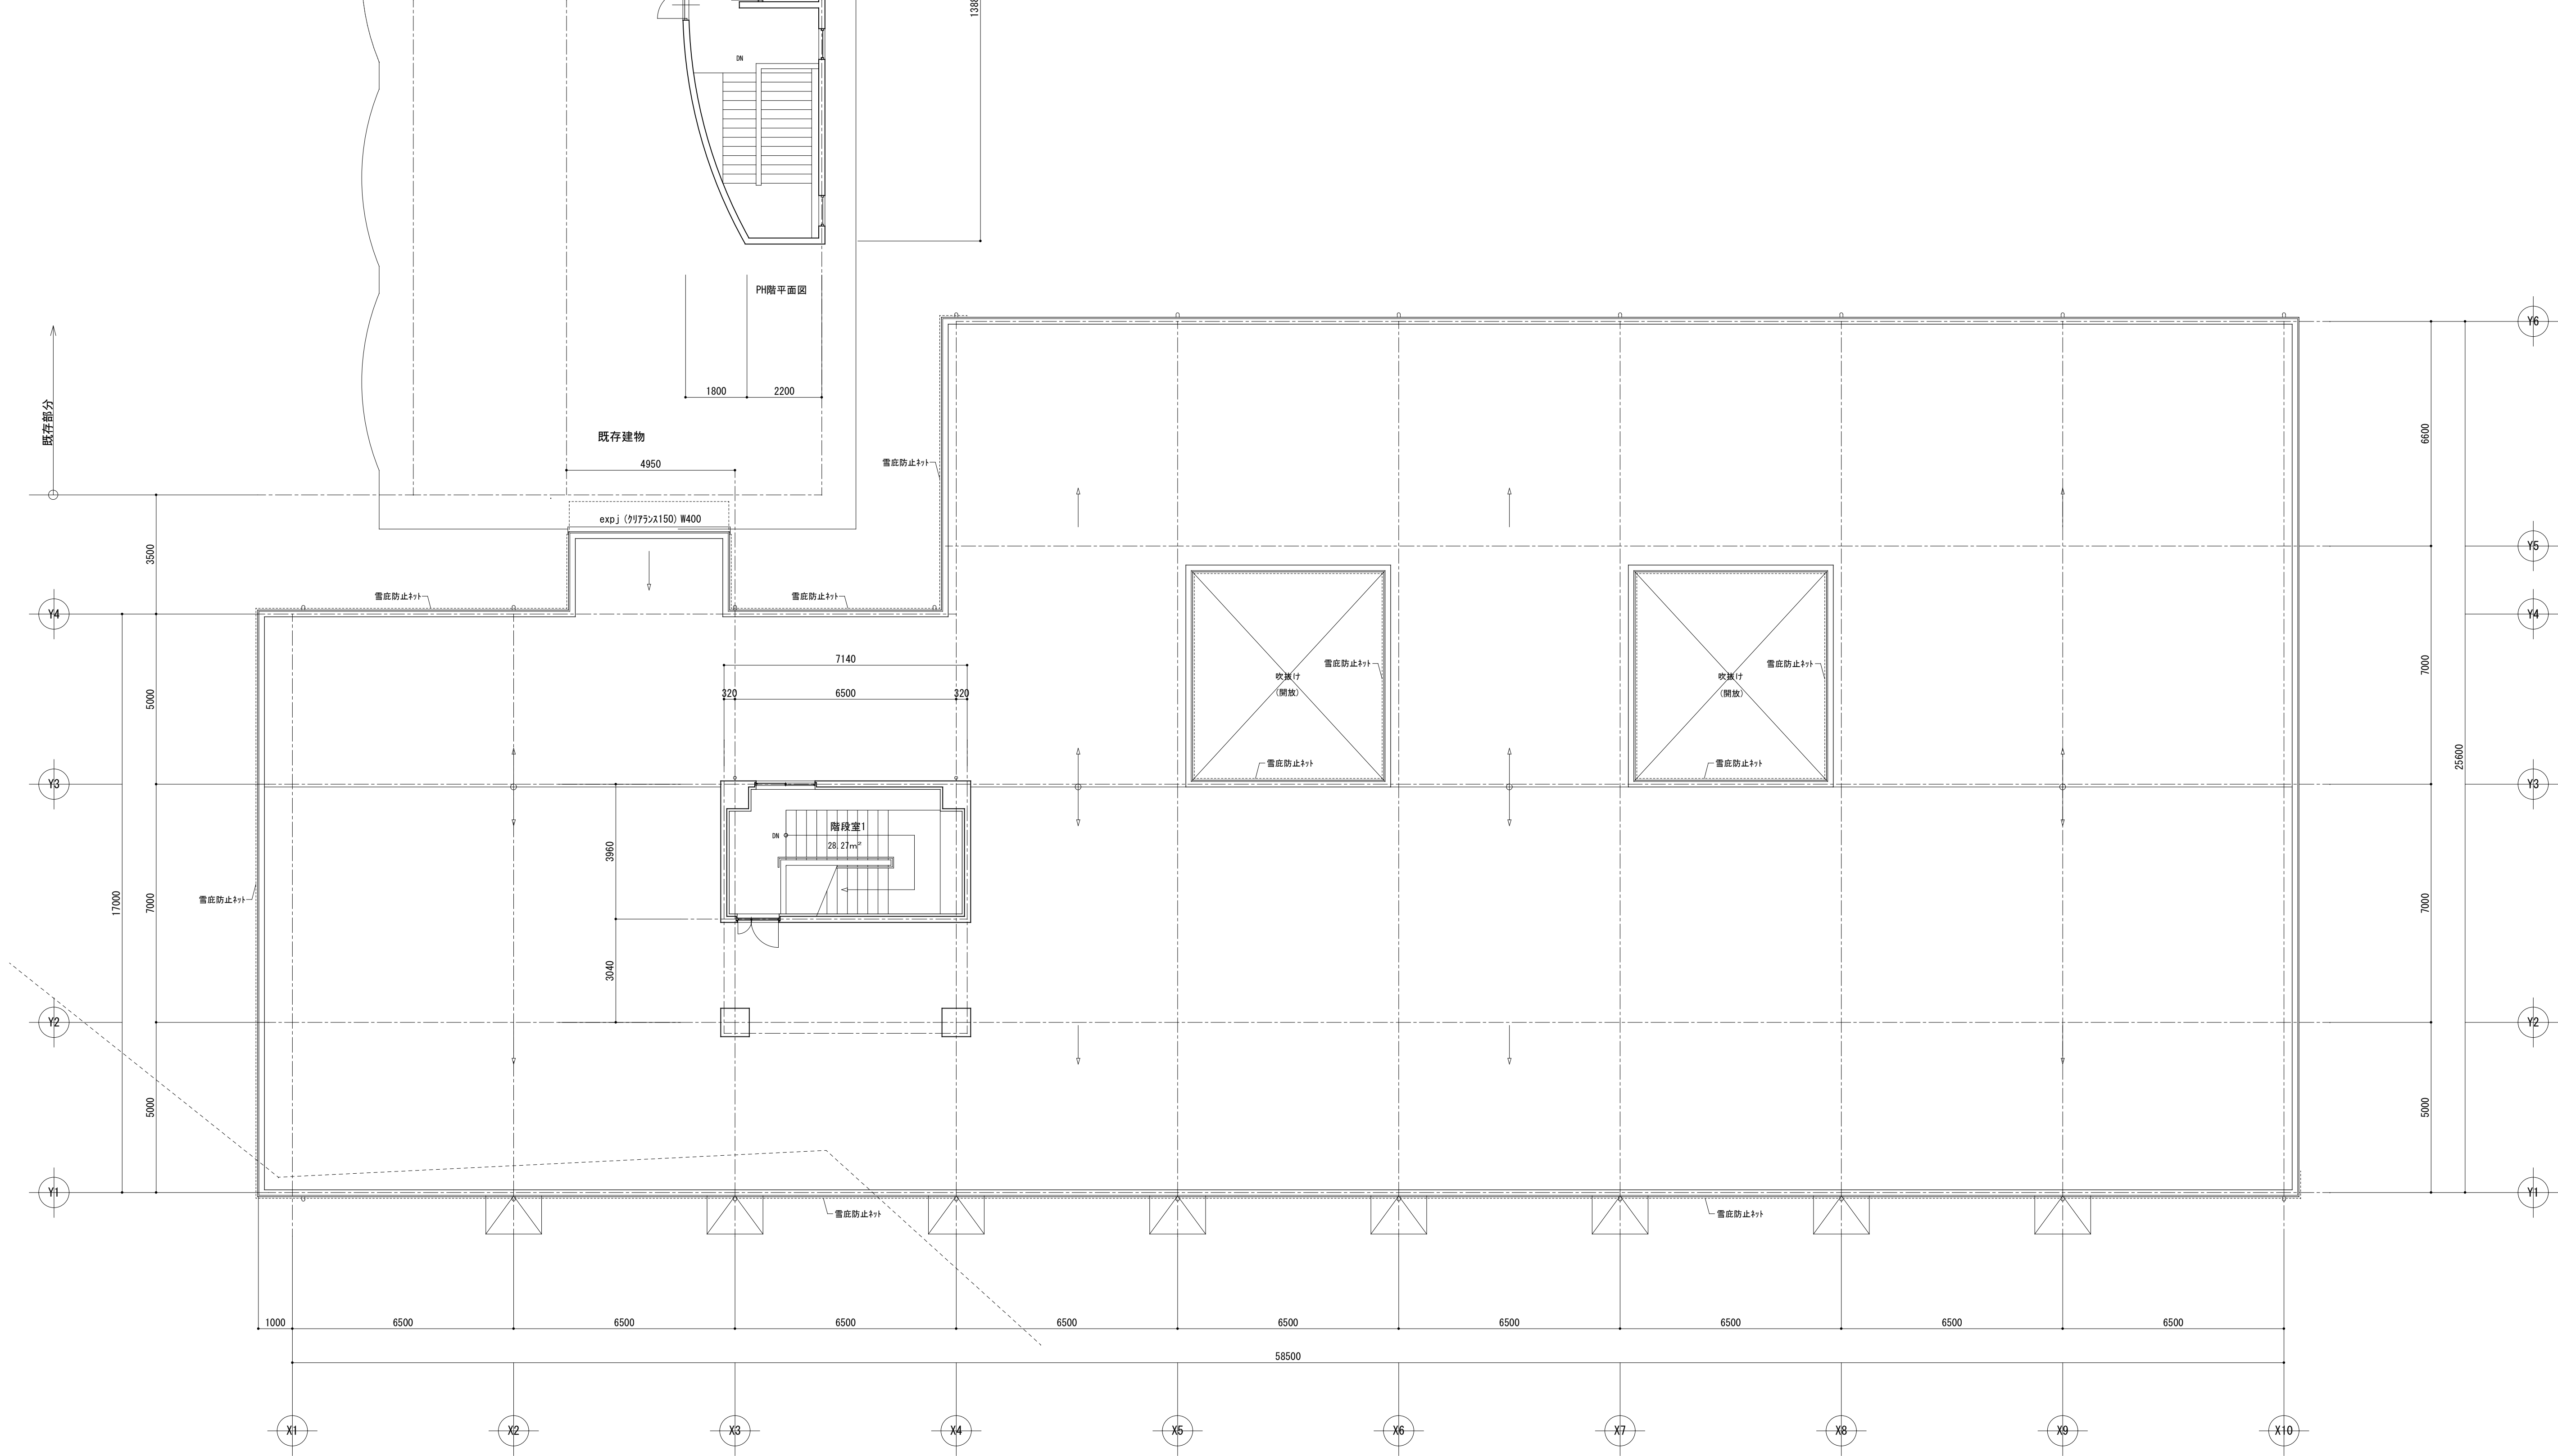 1388
DN
PH階平面図
Y6
1800
2200
6600
既存部分
既存建物
4950
雪庇防止ﾈｯﾄ
expj (ｸﾘｱﾗﾝｽ150) W400
3500
Y5
雪庇防止ﾈｯﾄ
雪庇防止ﾈｯﾄ
Y4
Y4
7140
雪庇防止ﾈｯﾄ
雪庇防止ﾈｯﾄ
7000
吹抜け
(開放)
吹抜け
(開放)
320
6500
320
5000
25600
雪庇防止ﾈｯﾄ
雪庇防止ﾈｯﾄ
Y3
Y3
階段室1
DN
28.27m²
3960
雪庇防止ﾈｯﾄ
17000
7000
7000
3040
Y2
Y2
5000
5000
Y1
Y1
雪庇防止ﾈｯﾄ
雪庇防止ﾈｯﾄ
1000
6500
6500
6500
6500
6500
6500
6500
6500
6500
58500
X1
X2
X3
X4
X5
X6
X7
X8
X9
X10